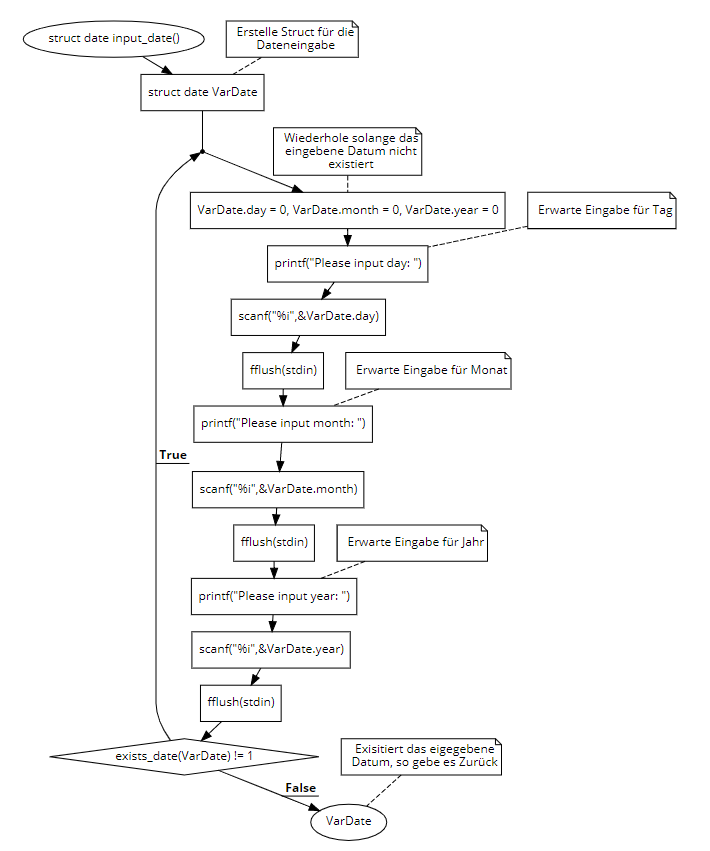 struct date input_date()
Erstelle Struct für die
Dateneingabe
struct date VarDate
Wiederhole solange das
eingebene Datum nicht
existiert
VarDate.day = 0, VarDate.month = 0, VarDate.year = 0
Erwarte Eingabe für Tag
printf("Please input day: ")
scanf("%i",&VarDate.day)
fflush(stdin)
Erwarte Eingabe für Monat
printf("Please input month: ")
True
scanf("%i",&VarDate.month)
fflush(stdin)
Erwarte Eingabe für Jahr
printf("Please input year: ")
scanf("%i",&VarDate.year)
fflush(stdin)
exists_date(VarDate) != 1
Exisitiert das eigegebene
Datum, so gebe es Zurück
False
VarDate